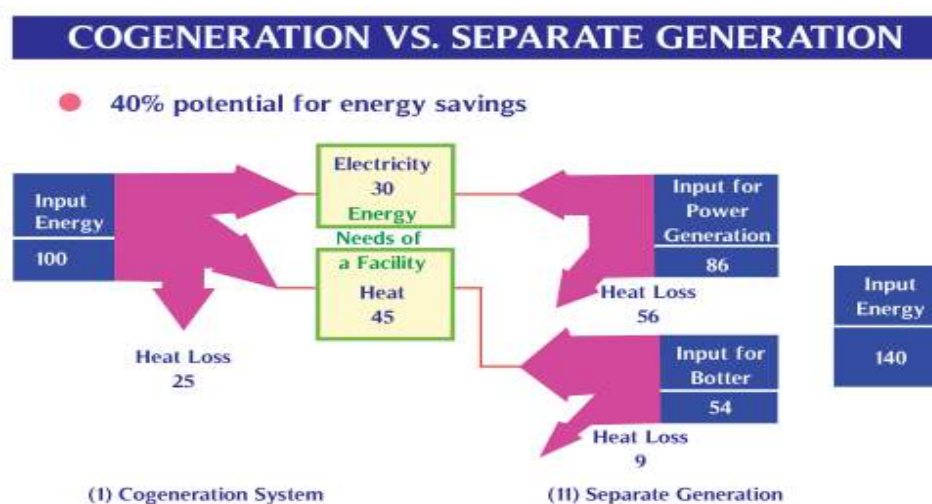 COGENERATION VS. SEPARATE GENERATION
40% potential for energy savings
Input
Energy
100
Heat Loss
25
Electricity
30
Energy
Needs of
a Facility
Heat
45
Input for
Power
Generation
86
Heat Loss
56
Input for
Botter
54
Heat Loss
9
Input
Energy
140
(1) Cogeneration System
(11) Separate Generation